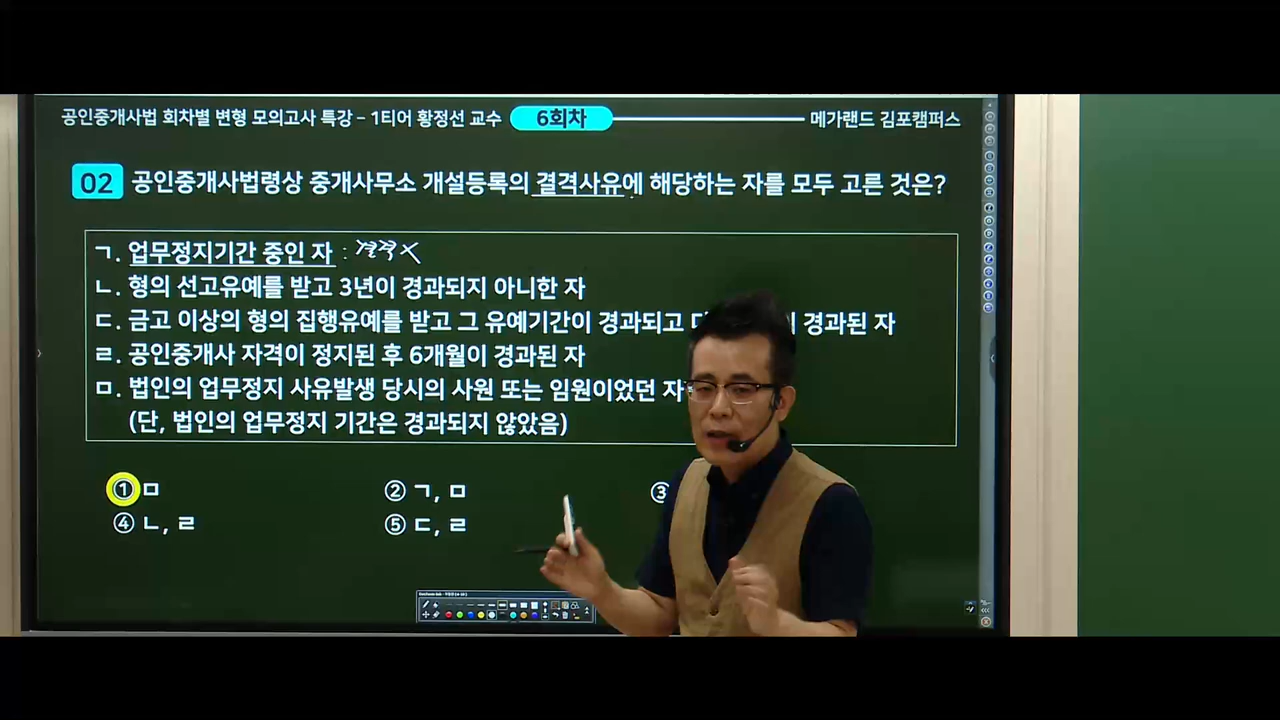 공인중개사법 회차별 변형 모의고사 특강 - 1티어 황정선 교수 6회차 메가랜드 김포캠퍼스
02 공인중개사법령상 중개사무소 개설등록의 결격사유에 해당하는 자를 모두 고른 것은?
ㄱ. 업무정지기간 중인 자 : 결격X
ㄴ. 형의 선고유예를 받고 3년이 경과되지 아니한 자
ㄷ. 금고 이상의 형의 집행유예를 받고 그 유예기간이 경과되고 경과된 자
ㄹ. 공인중개사 자격이 정지된 후 6개월이 경과된 자
ㅁ. 법인의 업무정지 사유발생 당시의 사원 또는 임원이었던 자
(단, 법인의 업무정지 기간은 경과되지 않았음)
① ㅁ ② ㄱ, ㅁ ③
④ ㄴ, ㄹ ⑤ ㄷ, ㄹ